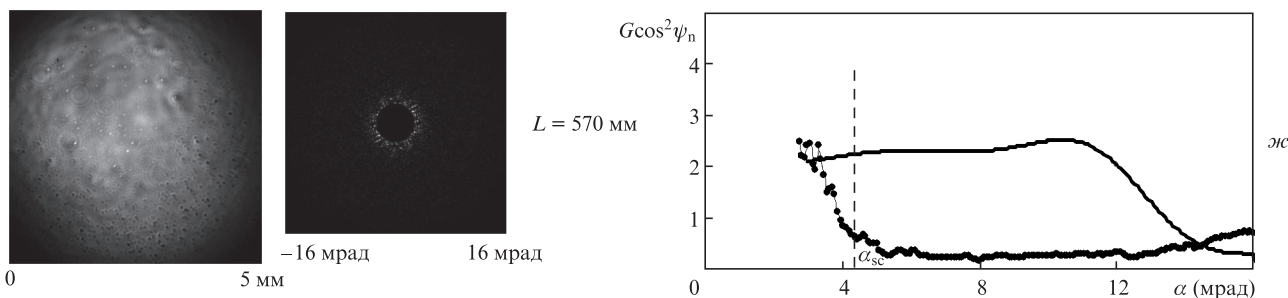 0
5 мм
–16 мрад
16 мрад
L = 570 мм
Gcos²ψₙ
4
3
2
1
0
4
α_sc
8
12
α (мрад)
ж